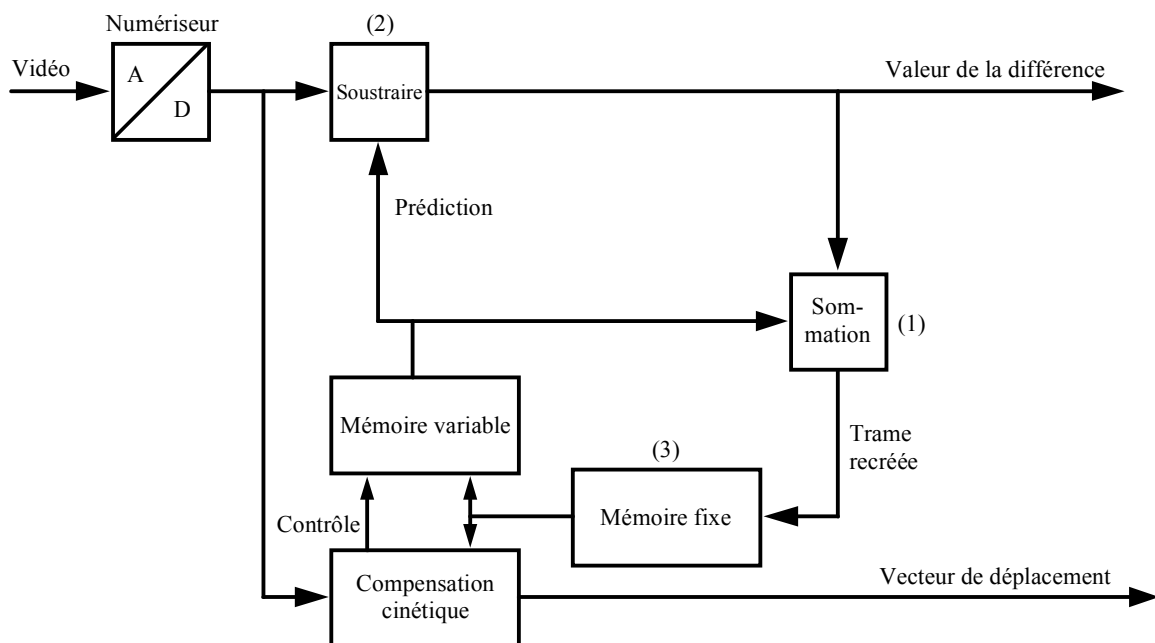 Numériseur
(2)
Vidéo
A
D
Soustraire
Valeur de la différence
Prédiction
Som-
mation
(1)
Mémoire variable
Trame
recréée
(3)
Mémoire fixe
Contrôle
Compensation
cinétique
Vecteur de déplacement